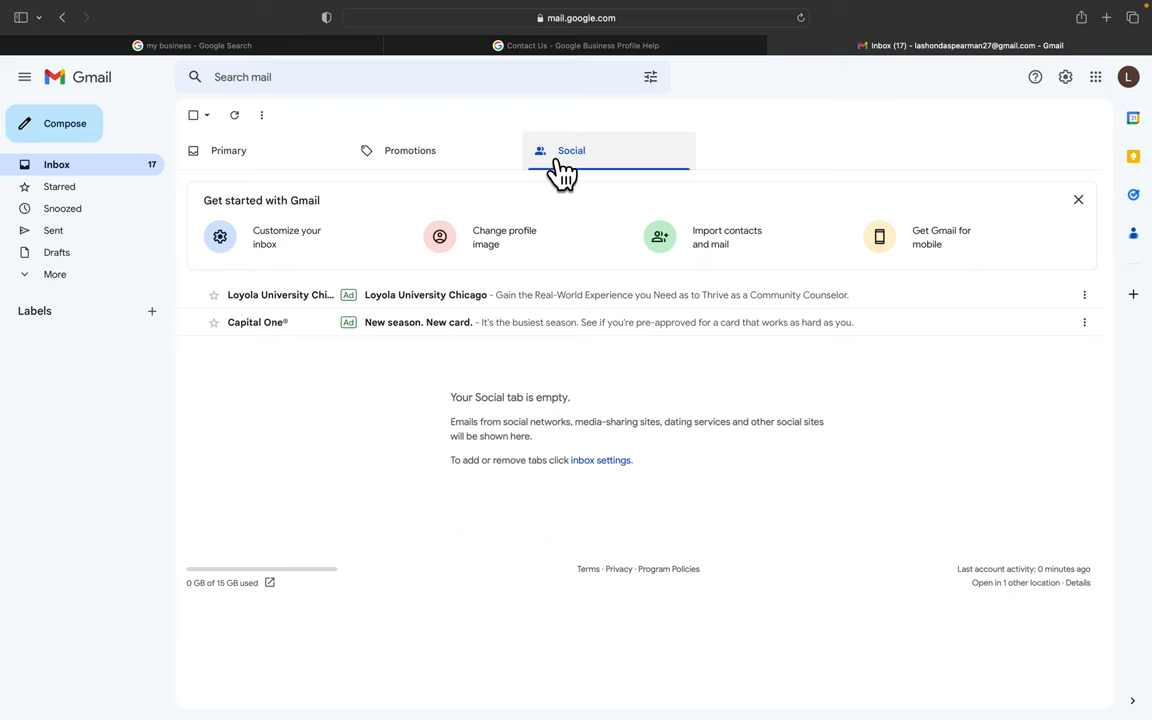 mail.google.com
my business - Google Search
Contact Us - Google Business Profile Help
Inbox (17) - lashondaspearman27@gmail.com - Gmail
Gmail
Search mail
L
Compose
Inbox 17
Starred
Snoozed
Sent
Drafts
More
Labels
Primary
Promotions
Social
Get started with Gmail
Customize your
inbox
Change profile
image
Import contacts
and mail
Get Gmail for
mobile
Loyola University Chi... Ad Loyola University Chicago - Gain the Real-World Experience you Need as to Thrive as a Community Counselor.
Capital One® Ad New season. New card. - It's the busiest season. See if you're pre-approved for a card that works as hard as you.
Your Social tab is empty.
Emails from social networks, media-sharing sites, dating services and other social sites
will be shown here.
To add or remove tabs click inbox settings.
0 GB of 15 GB used
Terms · Privacy · Program Policies
Last account activity: 0 minutes ago
Open in 1 other location · Details